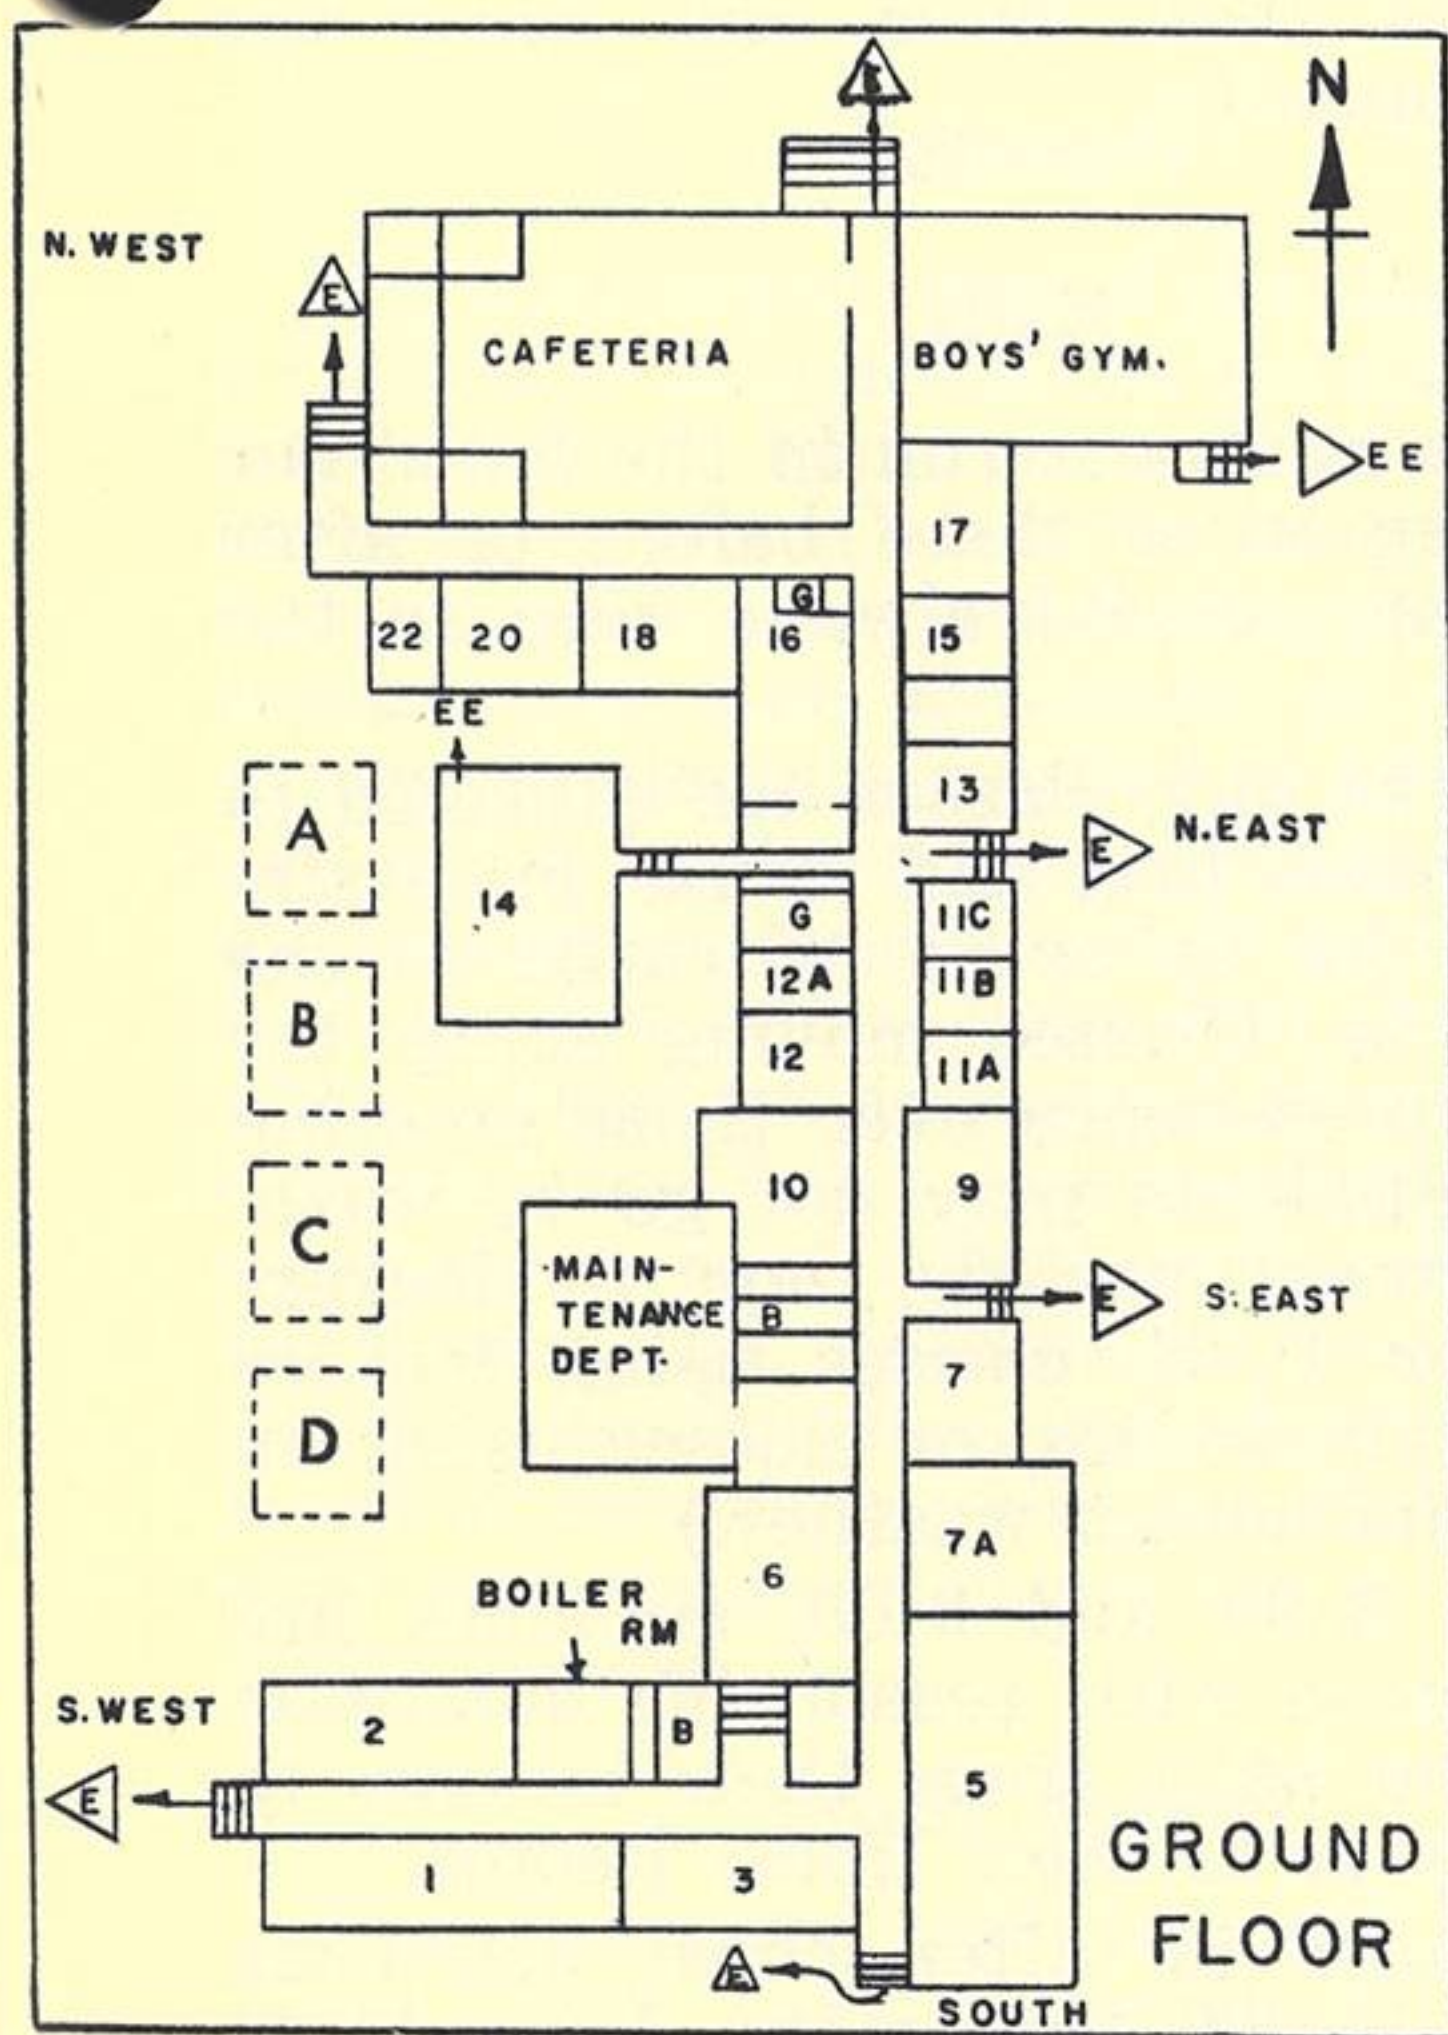 E
N
N. WEST
E
CAFETERIA
BOYS' GYM.
EE
17
G
22
20
18
16
15
EE
13
A
E
N. EAST
14
G
11C
B
12A
11B
12
11A
10
9
C
MAIN-
TENANCE
DEPT.
B
E
S. EAST
7
D
7A
6
BOILER
RM
S. WEST
2
B
E
5
1
3
GROUND
FLOOR
E
SOUTH